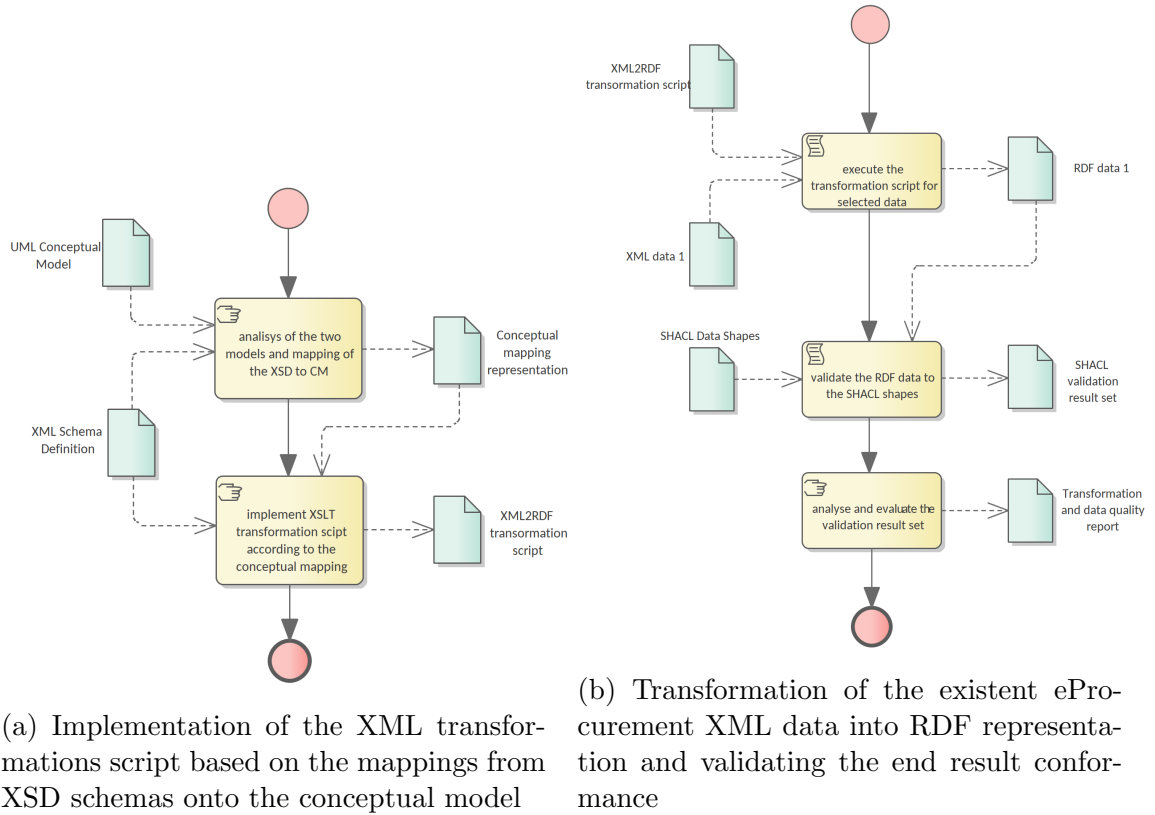 UML Conceptual
Model
analisys of the two
models and mapping of
the XSD to CM
Conceptual
mapping
representation
XML Schema
Definition
implement XSLT
transformation scipt
according to the
conceptual mapping
XML2RDF
transormation
script
(a) Implementation of the XML transfor-
mations script based on the mappings from
XSD schemas onto the conceptual model
XML2RDF
transormation script
execute the
transformation script for
selected data
RDF data 1
XML data 1
SHACL Data Shapes
validate the RDF data to
the SHACL shapes
SHACL
validation
result set
analyse and evaluate the
validation result set
Transformation
and data quality
report
(b) Transformation of the existent ePro-
curement XML data into RDF representa-
tion and validating the end result confor-
mance